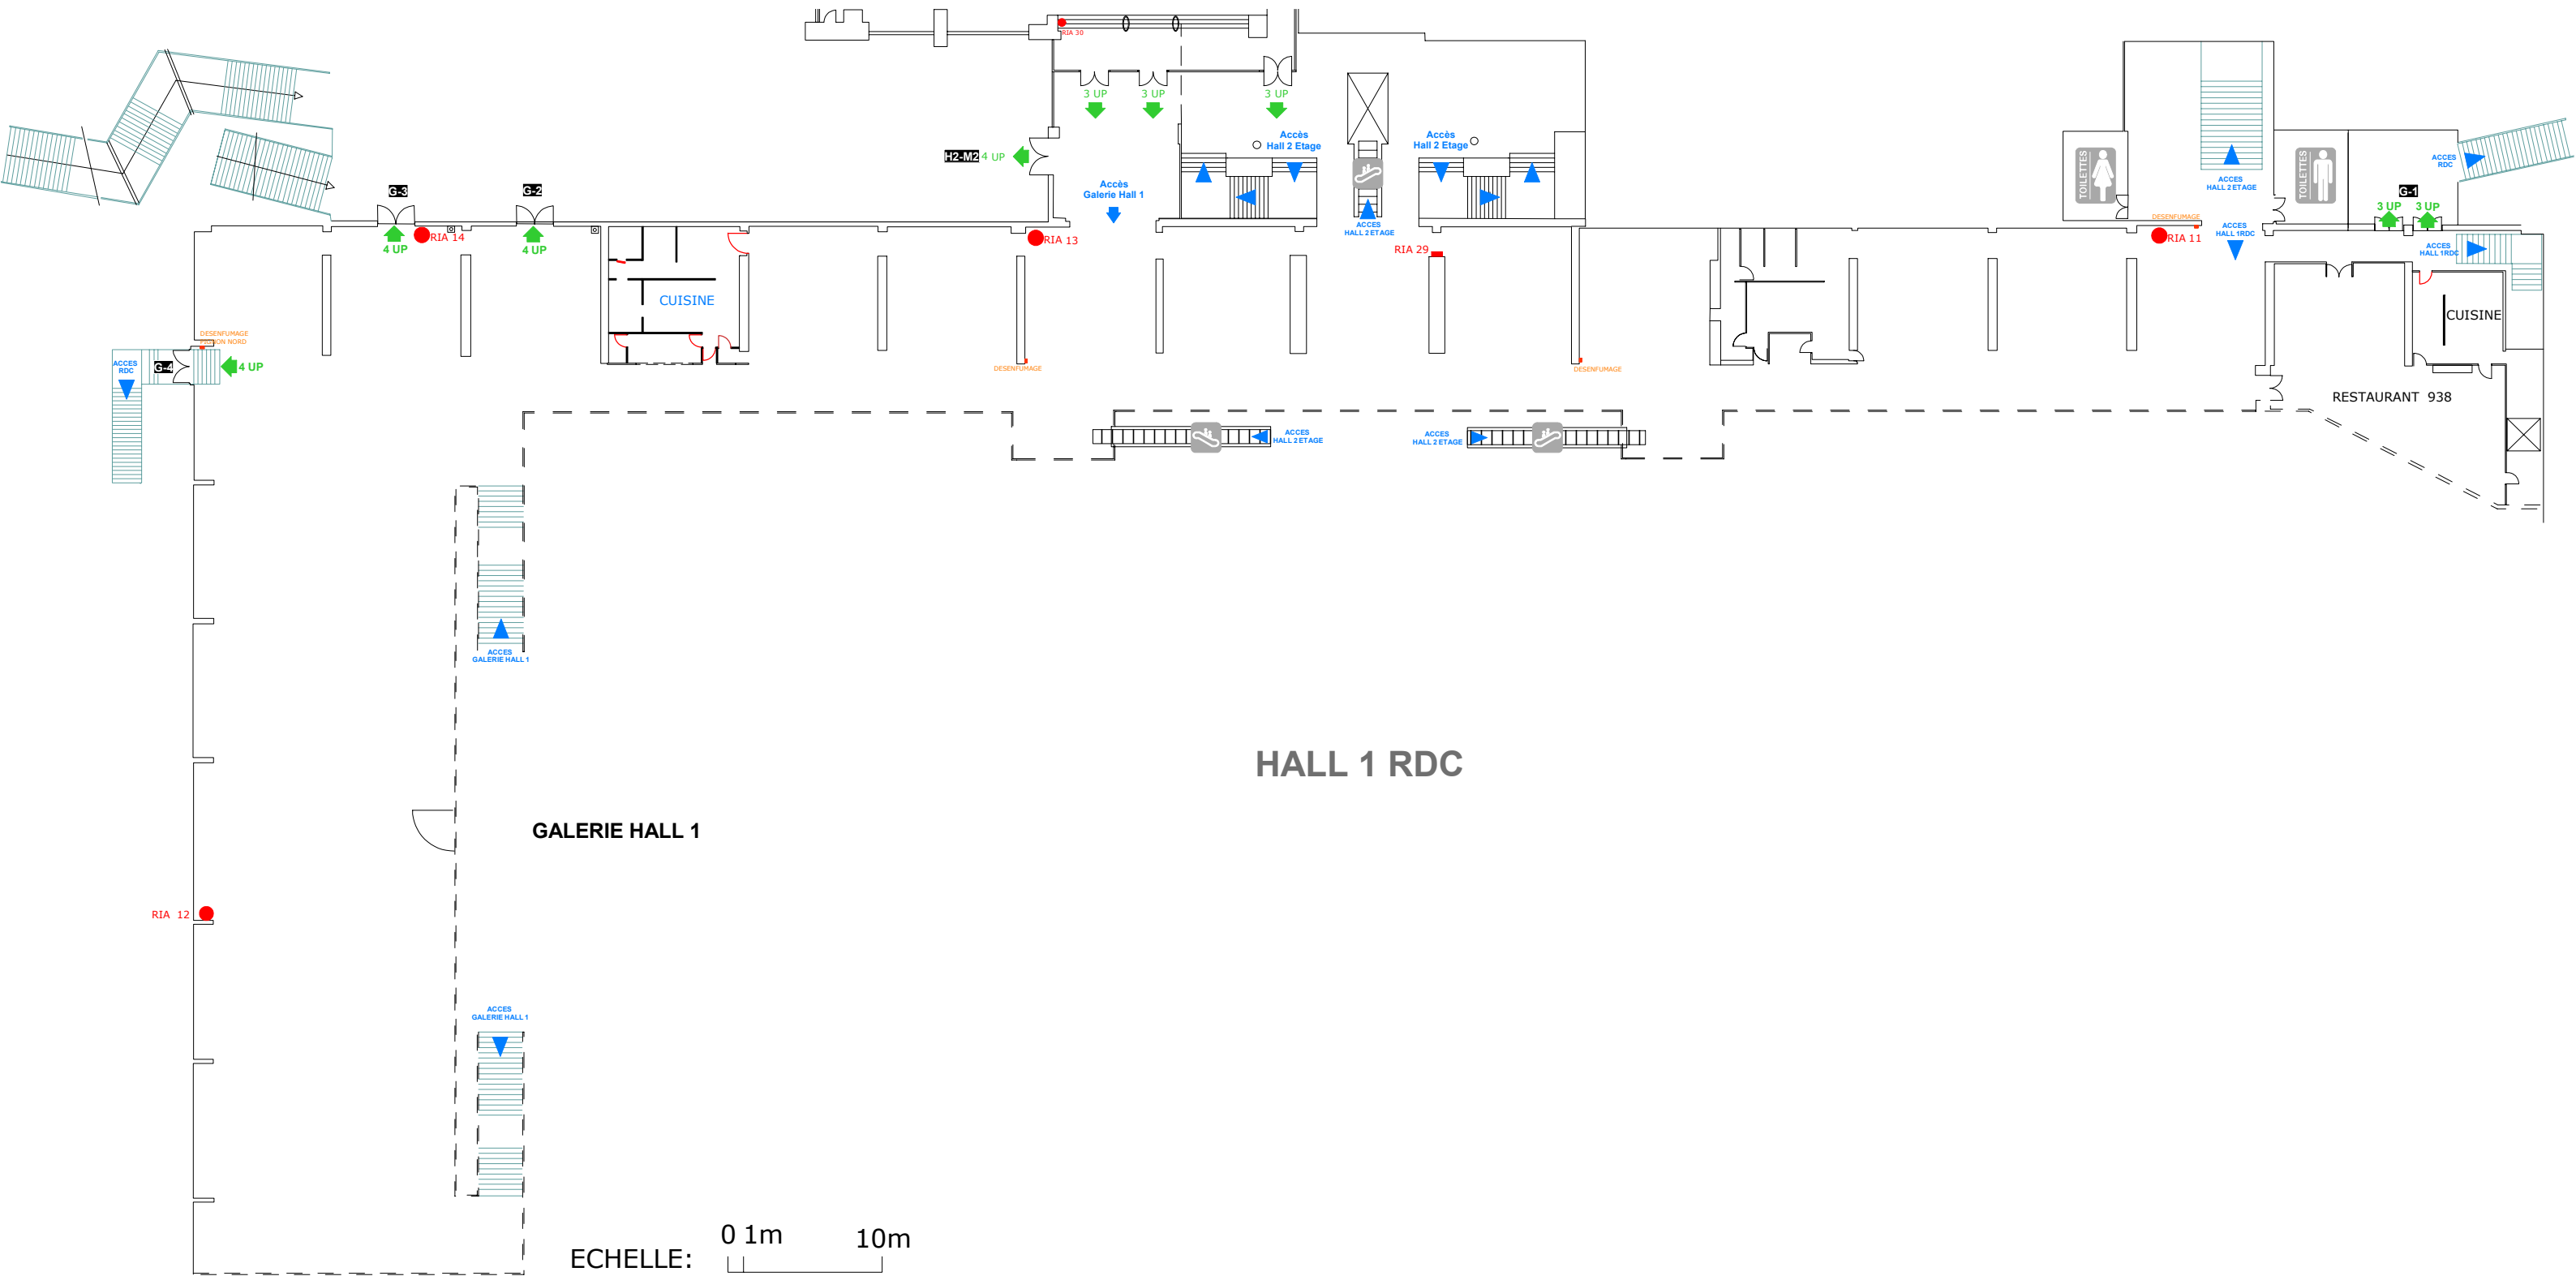 RIA 30
3 UP
3 UP
3 UP
Accès
Hall 2 Etage
Accès
Hall 2 Etage
H2-M2 4 UP
Accès
Galerie Hall 1
ACCES
HALL 2 ETAGE
TOILETTES
ACCES
HALL 2 ETAGE
TOILETTES
ACCES
RDC
G-3
G-2
G-1
3 UP
3 UP
4 UP
RIA 14
4 UP
RIA 13
RIA 29
DESENFUMAGE
RIA 11
ACCES
HALL 1RDC
ACCES
HALL 1RDC
CUISINE
CUISINE
DESENFUMAGE
PIGNON NORD
ACCES
RDC
G-4
4 UP
DESENFUMAGE
DESENFUMAGE
RESTAURANT 938
ACCES
HALL 2 ETAGE
ACCES
HALL 2 ETAGE
ACCES
GALERIE HALL 1
HALL 1 RDC
GALERIE HALL 1
RIA 12
ACCES
GALERIE HALL 1
ECHELLE:
0 1m 10m